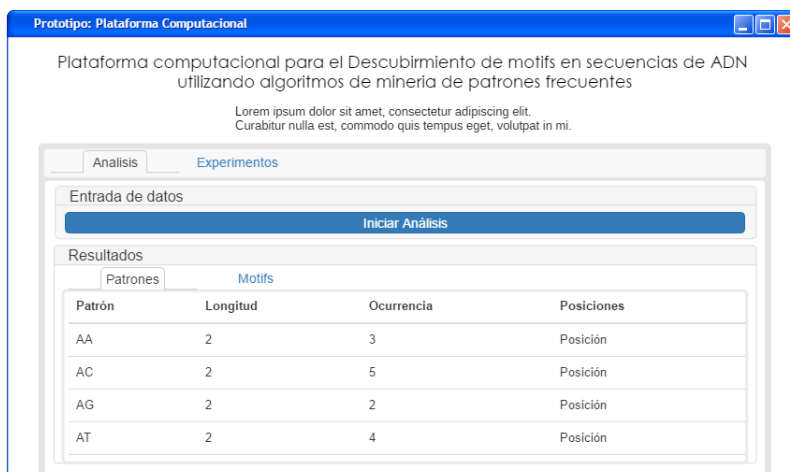 Prototipo: Plataforma Computacional
Plataforma computacional para el Descubirmiento de motifs en secuencias de ADN
utilizando algoritmos de mineria de patrones frecuentes
Lorem ipsum dolor sit amet, consectetur adipiscing elit.
Curabitur nulla est, commodo quis tempus eget, volutpat in mi.
Analisis Experimentos
Entrada de datos
Iniciar Análisis
Resultados
Patrones Motifs
Patrón Longitud Ocurrencia Posiciones
AA 2 3 Posición
AC 2 5 Posición
AG 2 2 Posición
AT 2 4 Posición